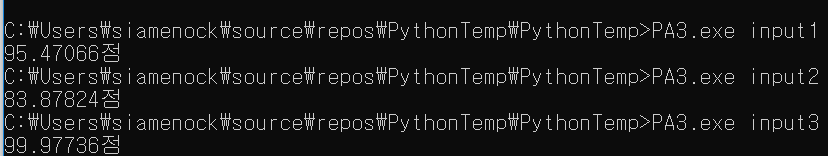 C:₩Users₩siamenock₩source₩repos₩PythonTemp₩PythonTemp>PA3.exe input1
95.47066점
C:₩Users₩siamenock₩source₩repos₩PythonTemp₩PythonTemp>PA3.exe input2
83.87824점
C:₩Users₩siamenock₩source₩repos₩PythonTemp₩PythonTemp>PA3.exe input3
99.97736점